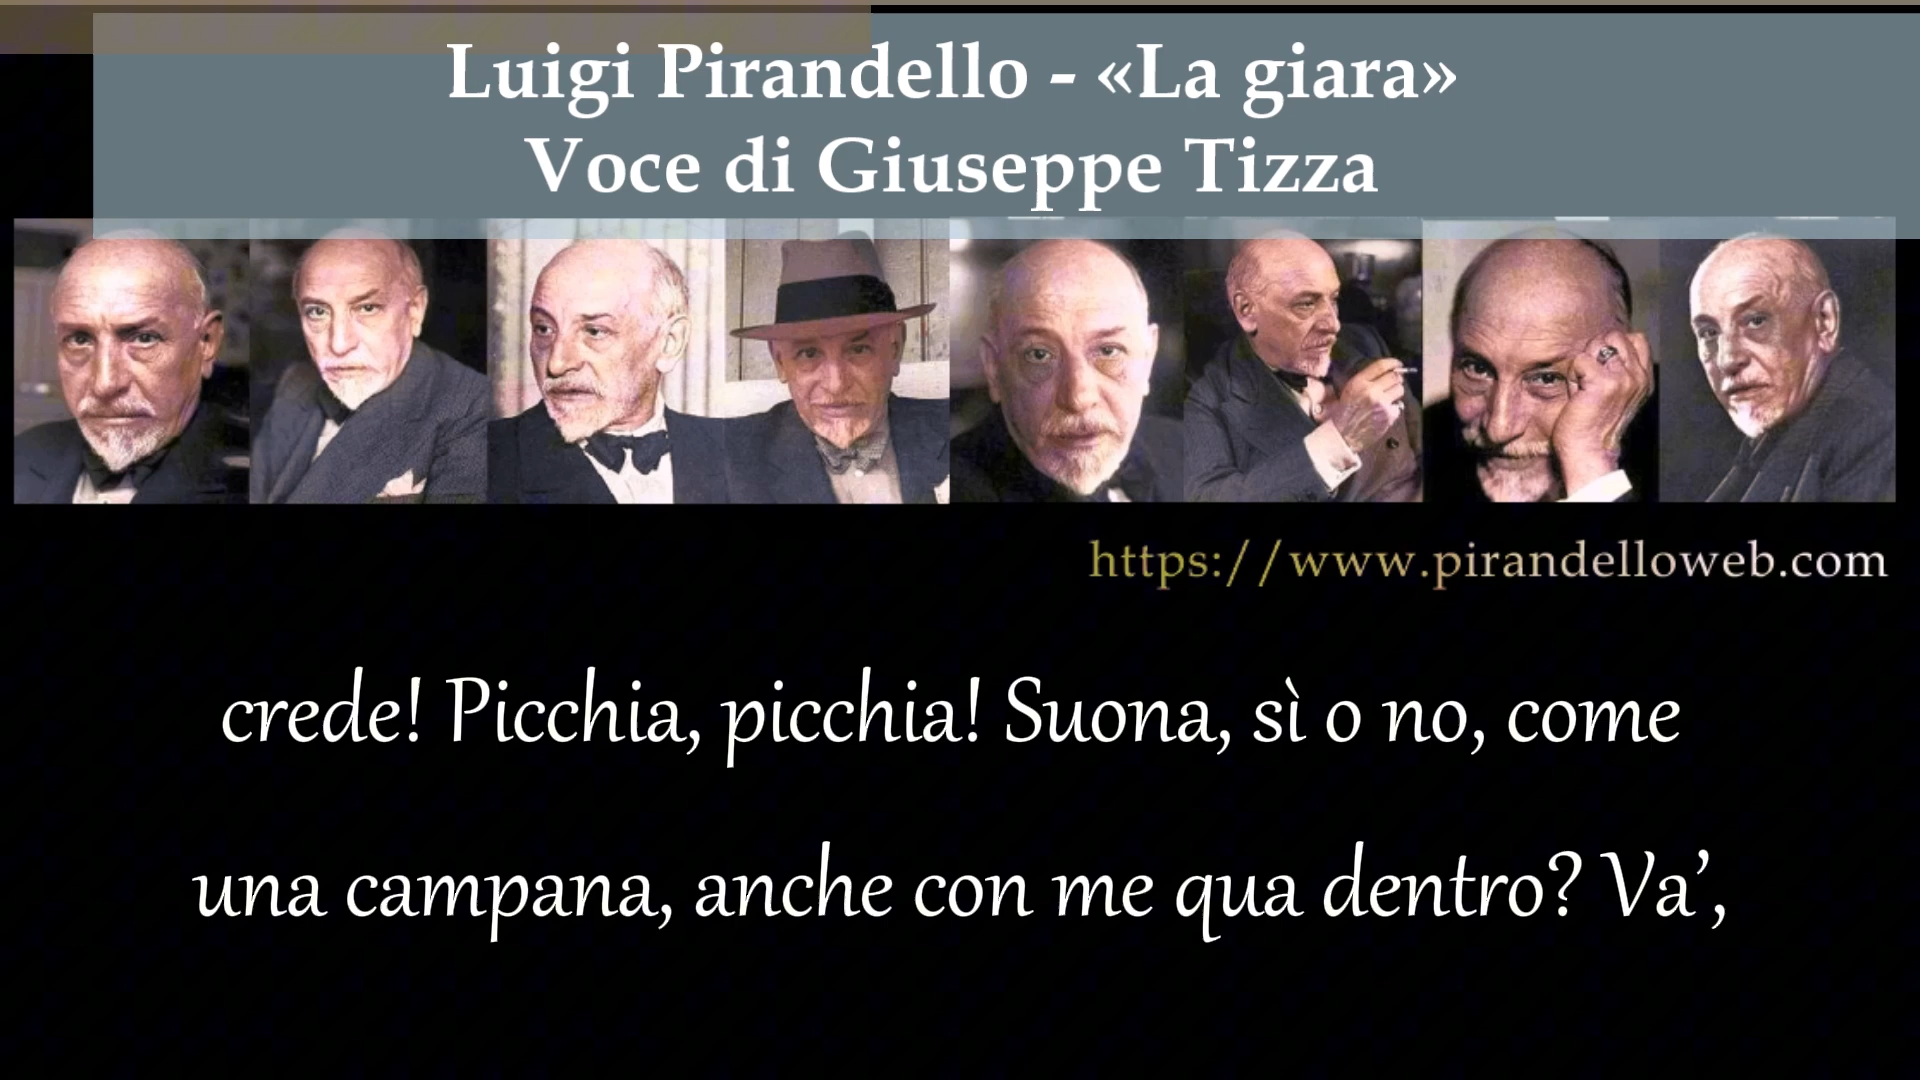 Luigi Pirandello - «La giara»
Voce di Giuseppe Tizza
https://www.pirandelloweb.com
crede! Picchia, picchia! Suona, sì o no, come
una campana, anche con me qua dentro? Va’,